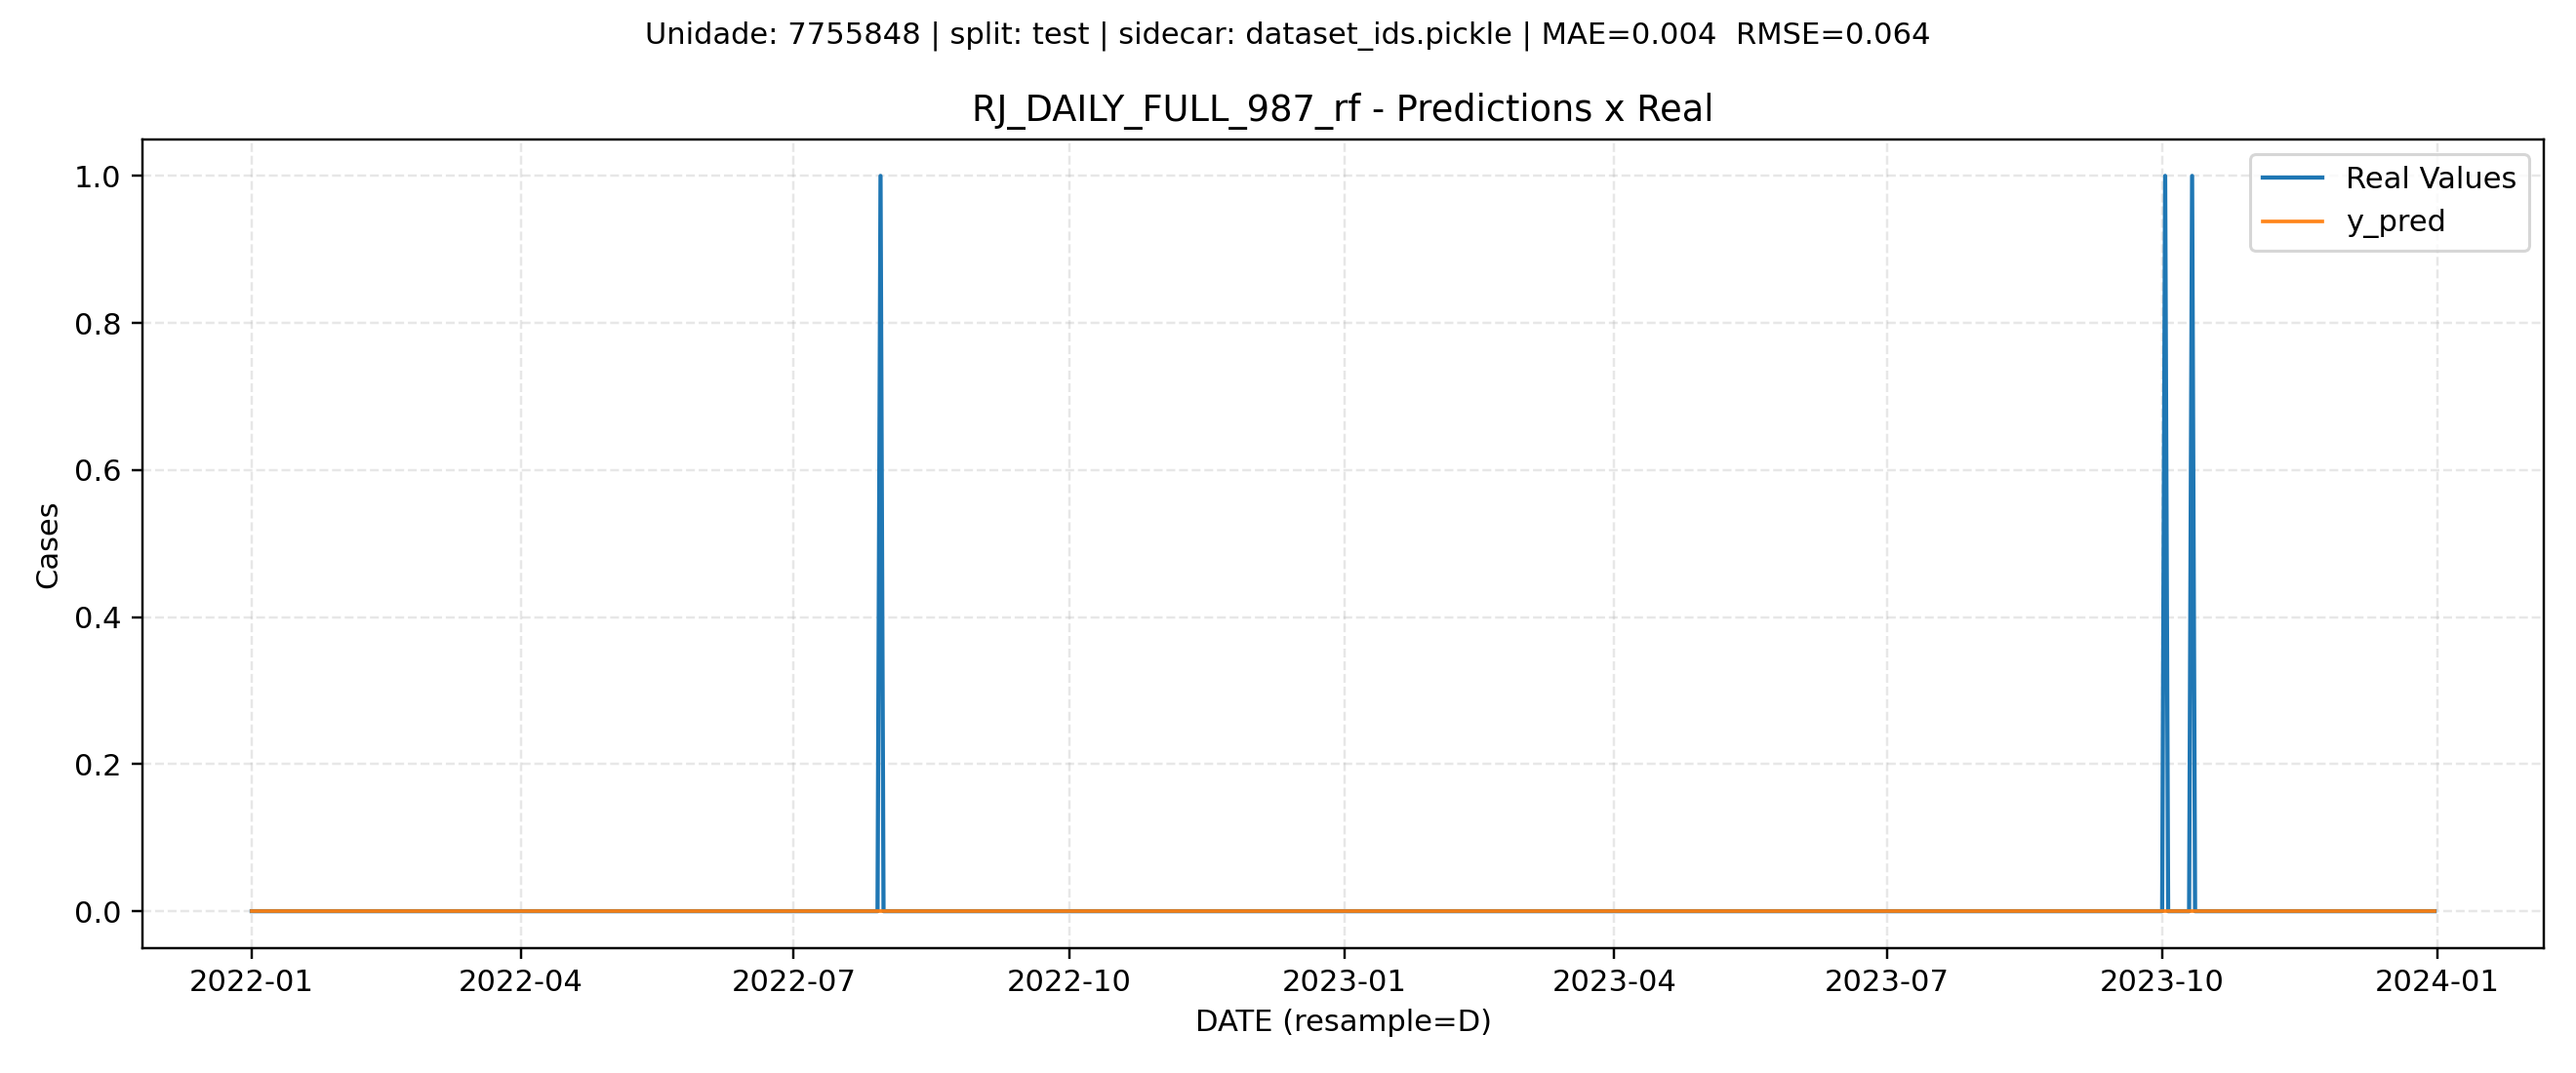 Unidade: 7755848 | split: test | sidecar: dataset_ids.pickle | MAE=0.004  RMSE=0.064
RJ_DAILY_FULL_987_rf - Predictions x Real
Real Values
y_pred
1.0
0.8
0.6
0.4
0.2
0.0
Cases
2022-01
2022-04
2022-07
2022-10
2023-01
2023-04
2023-07
2023-10
2024-01
DATE (resample=D)